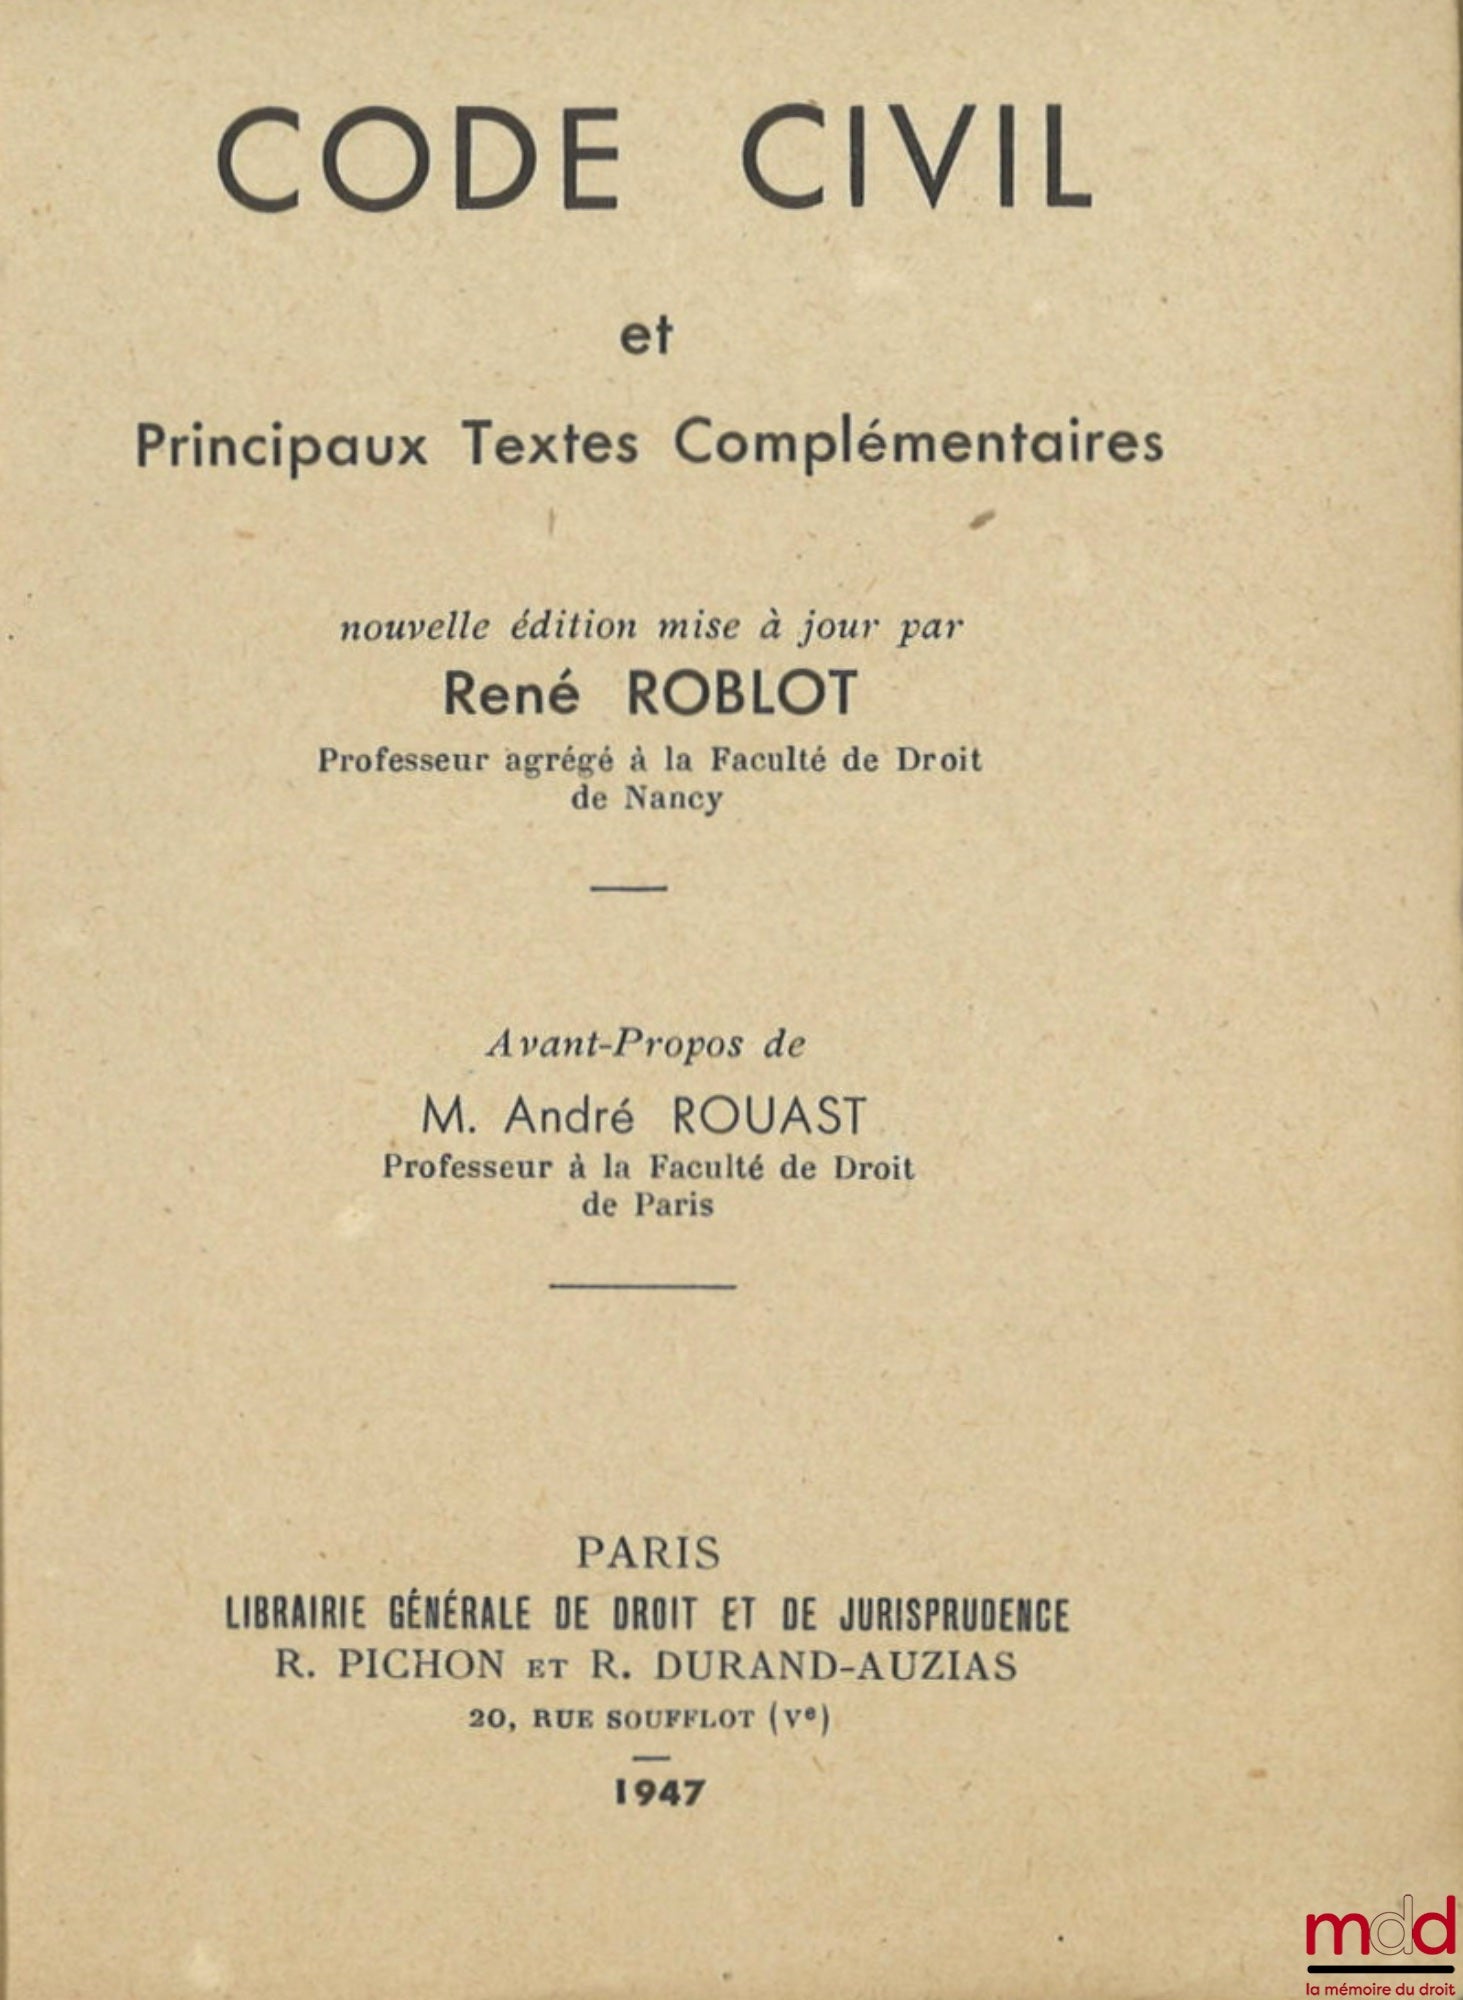 CODE CIVIL
et
Principaux Textes Complémentaires
nouvelle édition mise à jour par
René ROBLOT
Professeur agrégé à la Faculté de Droit
de Nancy
Avant-Propos de
M. André ROUAST
Professeur à la Faculté de Droit
de Paris
PARIS
LIBRAIRIE GÉNÉRALE DE DROIT ET DE JURISPRUDENCE
R. PICHON ET R. DURAND-AUZIAS
20, RUE SOUFFLOT (Ve)
1947
mdd
la mémoire du droit